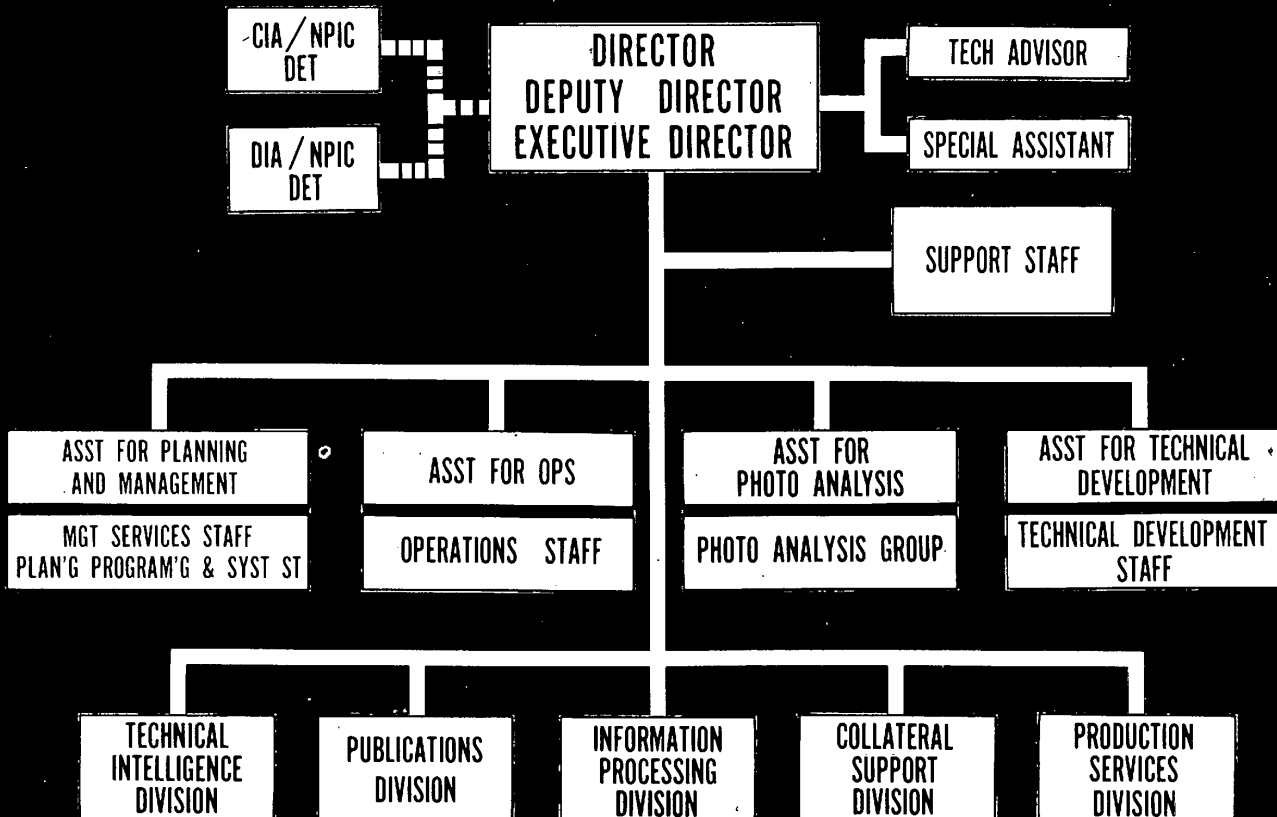 CIA/NPIC
DET
DIRECTOR
DEPUTY DIRECTOR
EXECUTIVE DIRECTOR
TECH ADVISOR
DIA/NPIC
DET
SPECIAL ASSISTANT
SUPPORT STAFF
ASST FOR PLANNING
AND MANAGEMENT
MGT SERVICES STAFF
PLAN'G PROGRAM'G & SYST ST
ASST FOR OPS
OPERATIONS STAFF
ASST FOR
PHOTO ANALYSIS
PHOTO ANALYSIS GROUP
ASST FOR TECHNICAL
DEVELOPMENT
TECHNICAL DEVELOPMENT
STAFF
TECHNICAL
INTELLIGENCE
DIVISION
PUBLICATIONS
DIVISION
INFORMATION
PROCESSING
DIVISION
COLLATERAL
SUPPORT
DIVISION
PRODUCTION
SERVICES
DIVISION